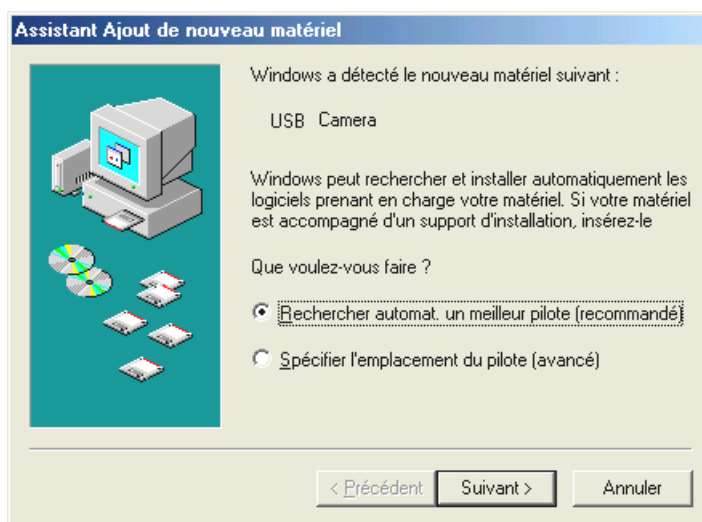 Assistant Ajout de nouveau matériel
Windows a détecté le nouveau matériel suivant :
USB Camera
Windows peut rechercher et installer automatiquement les
logiciels prenant en charge votre matériel. Si votre matériel
est accompagné d'un support d'installation, insérez-le
Que voulez-vous faire ?
Rechercher automat. un meilleur pilote (recommandé)
Spécifier l'emplacement du pilote (avancé)
< Précédent Suivant > Annuler